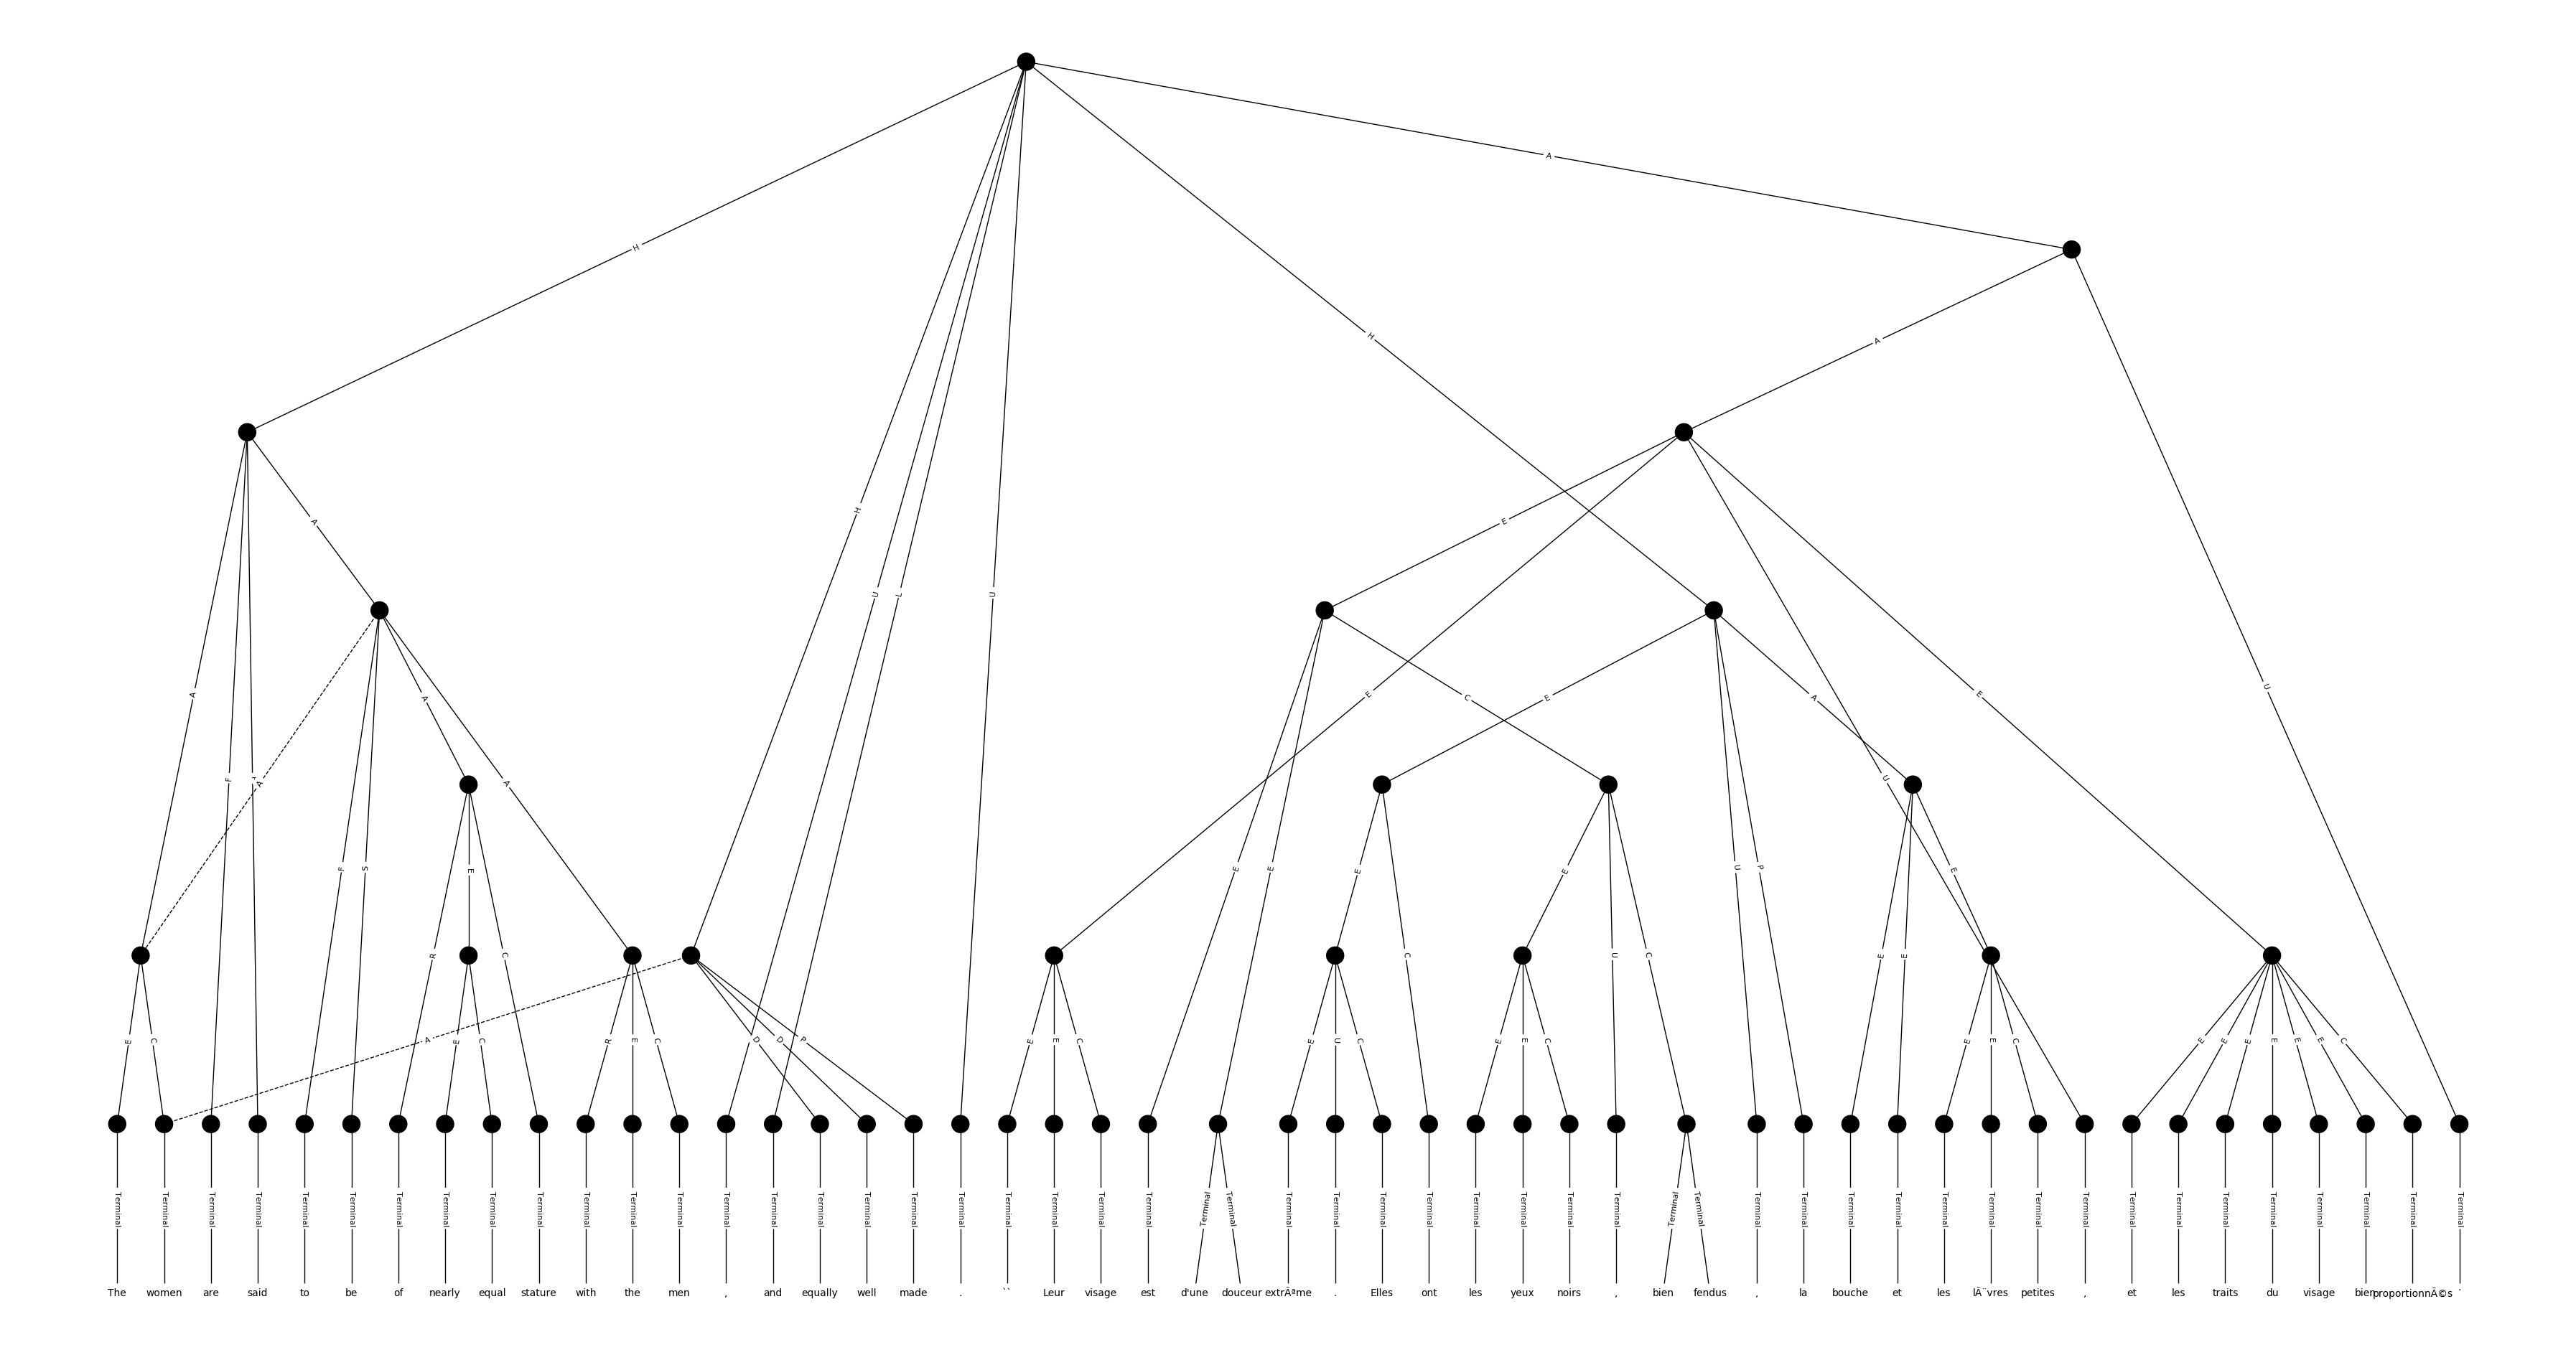 H
A
H
A
A
H
U
L
U
E
A
F
A
A
A
E
E
C
E
A
U
E
U
F
S
E
A
E
E
E
E
U
P
E
R
C
E
E
C
U
C
E
E
E
C
A
E
C
R
E
C
D
D
P
E
E
C
E
U
C
E
E
C
E
E
C
E
E
E
E
E
E
C
Terminal Terminal Terminal Terminal Terminal Terminal Terminal Terminal Terminal Terminal Terminal Terminal Terminal Terminal Terminal Terminal Terminal Terminal Terminal Terminal Terminal Terminal Terminal Terminal Terminal Terminal Terminal Terminal Terminal Terminal Terminal Terminal Terminal Terminal Terminal Terminal Terminal Terminal Terminal Terminal Terminal Terminal Terminal Terminal Terminal Terminal Terminal Terminal Terminal Terminal Terminal
The women are said to be of nearly equal stature with the men , and equally well made . `` Leur visage est d'une douceur extrÃªme . Elles ont les yeux noirs , bien fendus , la bouche et les lÃ¨vres petites , et les traits du visage bien proportionnÃ©s '